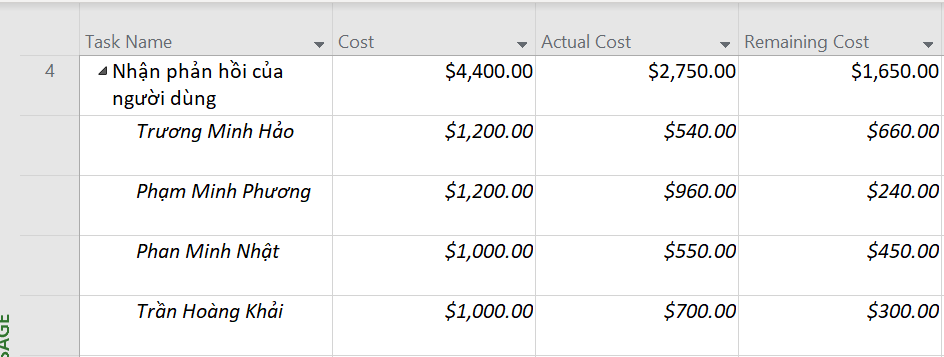 Task Name Cost Actual Cost Remaining Cost
4 Nhận phản hồi của $4,400.00 $2,750.00 $1,650.00
người dùng
Trương Minh Hảo $1,200.00 $540.00 $660.00
Phạm Minh Phương $1,200.00 $960.00 $240.00
Phan Minh Nhật $1,000.00 $550.00 $450.00
Trần Hoàng Khải $1,000.00 $700.00 $300.00